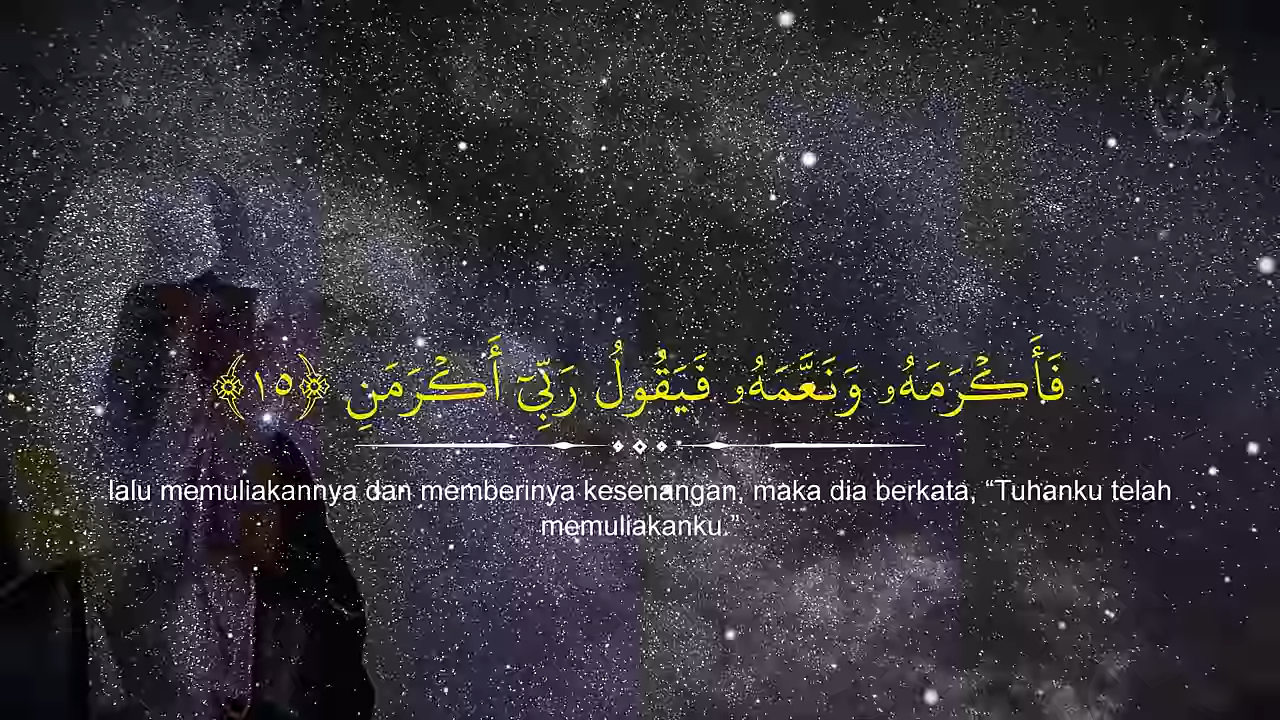 فَأَكْرَمَهُۥ وَنَعَّمَهُۥ فَيَقُولُ رَبِّىٓ أَكْرَمَنِ ﴿١٥﴾
lalu memuliakannya dan memberinya kesenangan, maka dia berkata, “Tuhanku telah
memuliakanku.”